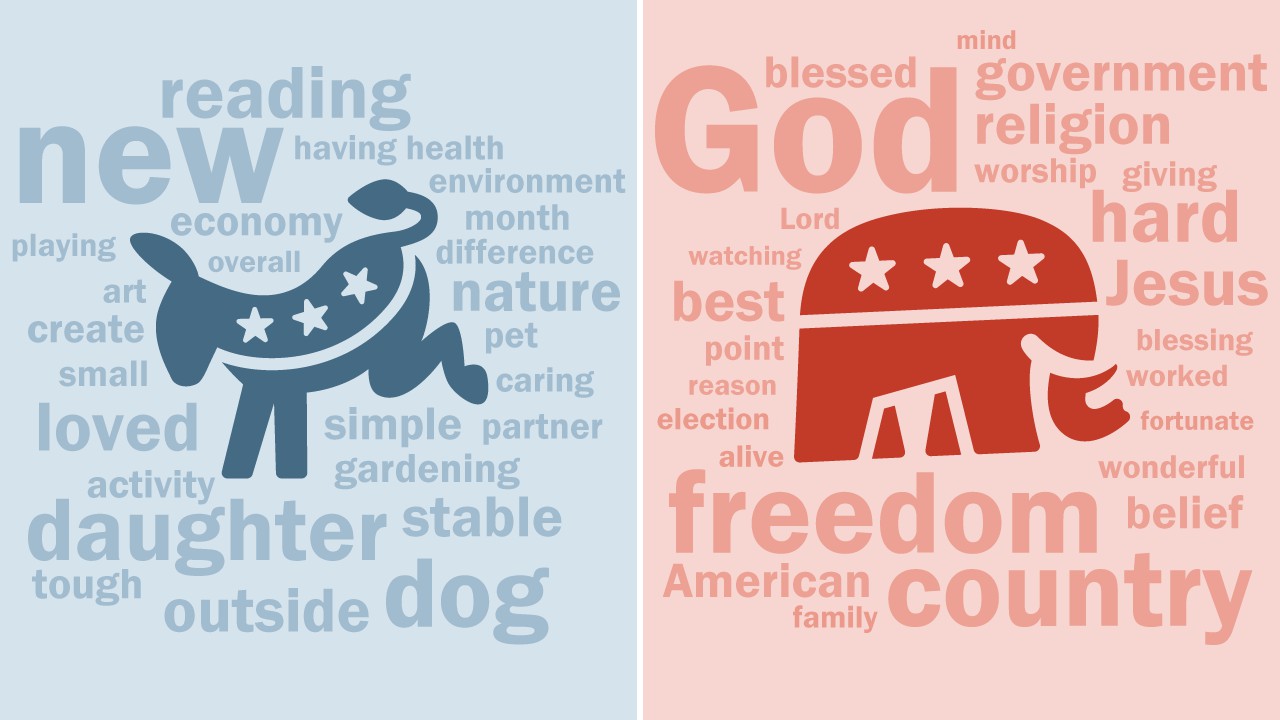 reading
new
having health
environment
economy
month
playing
overall
difference
art
nature
create
pet
small
caring
loved
simple
partner
activity
gardening
daughter
stable
tough
outside
dog
mind
blessed
government
God
religion
worship
giving
Lord
hard
watching
Jesus
best
point
blessing
reason
worked
election
fortunate
alive
wonderful
freedom
belief
American
country
family